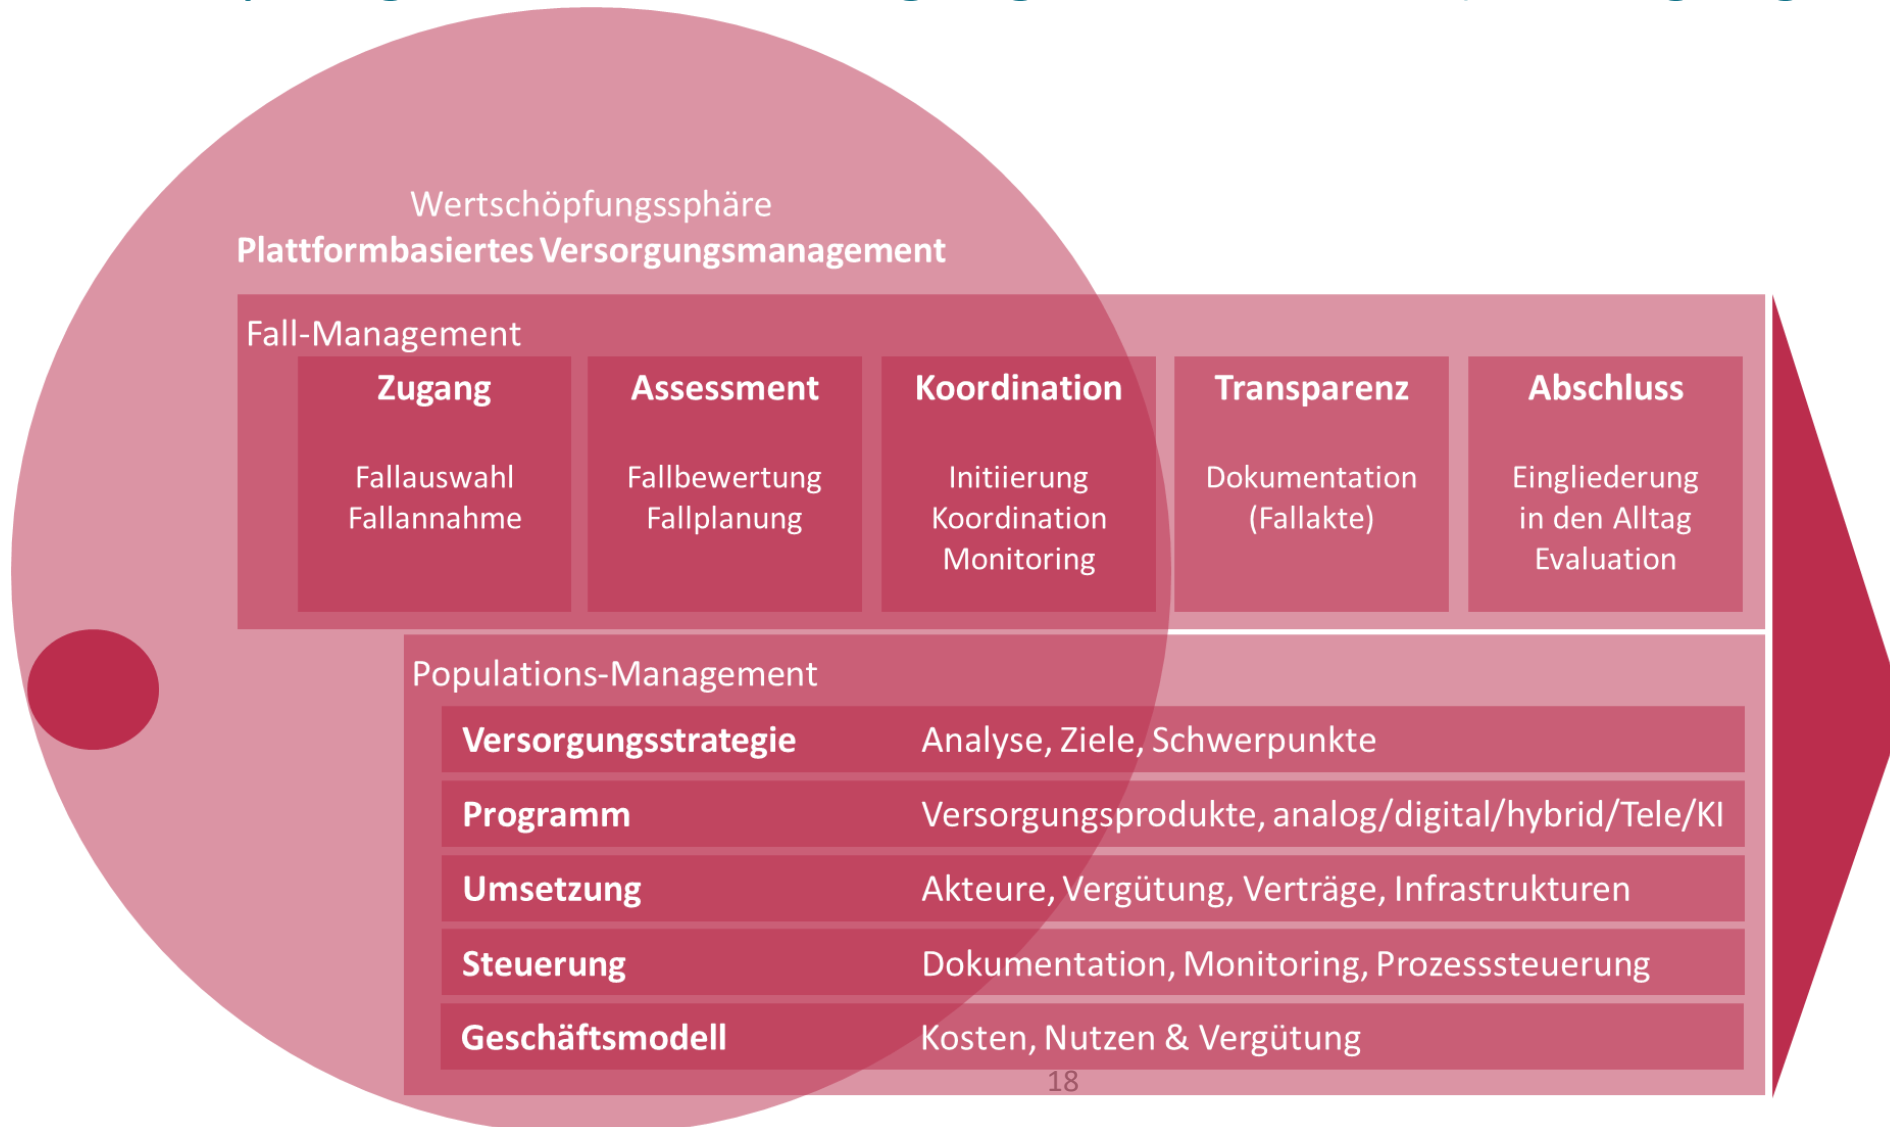 Wertschöpfungssphäre
Plattformbasiertes Versorgungsmanagement
Fall-Management
Zugang
Fallauswahl
Fallannahme
Assessment
Fallbewertung
Fallplanung
Koordination
Initiierung
Koordination
Monitoring
Transparenz
Dokumentation
(Fallakte)
Abschluss
Eingliederung
in den Alltag
Evaluation
Populations-Management
Versorgungsstrategie Analyse, Ziele, Schwerpunkte
Programm Versorgungsprodukte, analog/digital/hybrid/Tele/KI
Umsetzung Akteure, Vergütung, Verträge, Infrastrukturen
Steuerung Dokumentation, Monitoring, Prozesssteuerung
Geschäftsmodell Kosten, Nutzen & Vergütung
18